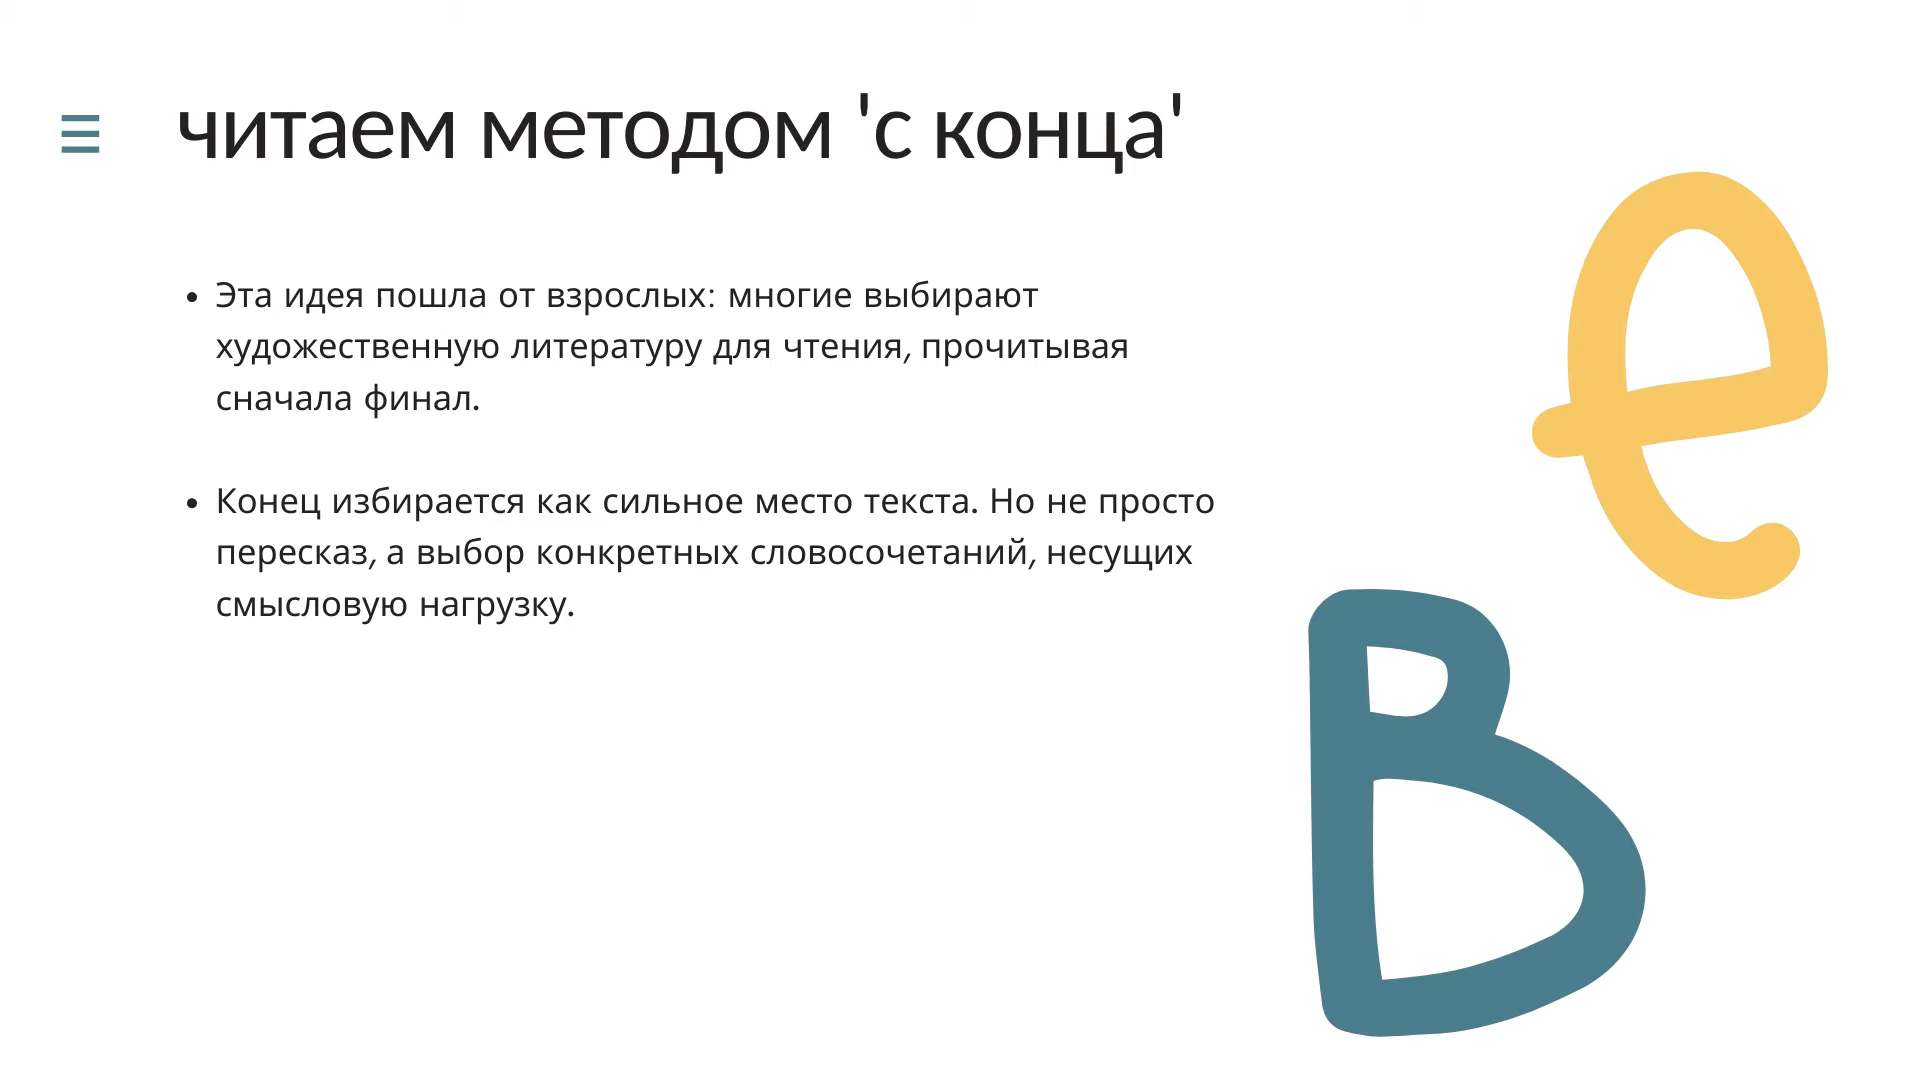 читаем методом 'с конца'
• Эта идея пошла от взрослых: многие выбирают
художественную литературу для чтения, прочитывая
сначала финал.
• Конец избирается как сильное место текста. Но не просто
пересказ, а выбор конкретных словосочетаний, несущих
смысловую нагрузку.
e
B